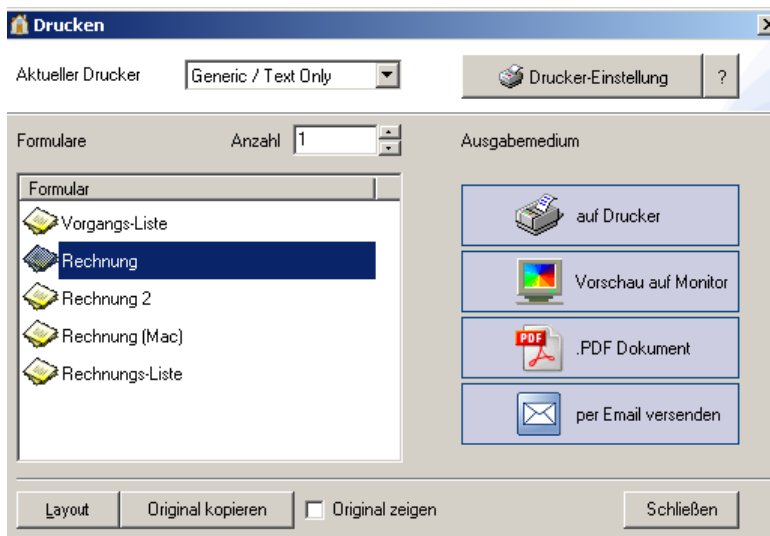 Drucken
Aktueller Drucker Generic / Text Only Drucker-Einstellung ?
Formulare Anzahl 1 Ausgabemedium
Formular
Vorgangs-Liste
Rechnung
Rechnung 2
Rechnung (Mac)
Rechnungs-Liste
auf Drucker
Vorschau auf Monitor
PDF .PDF Dokument
per Email versenden
Layout Original kopieren Original zeigen Schließen